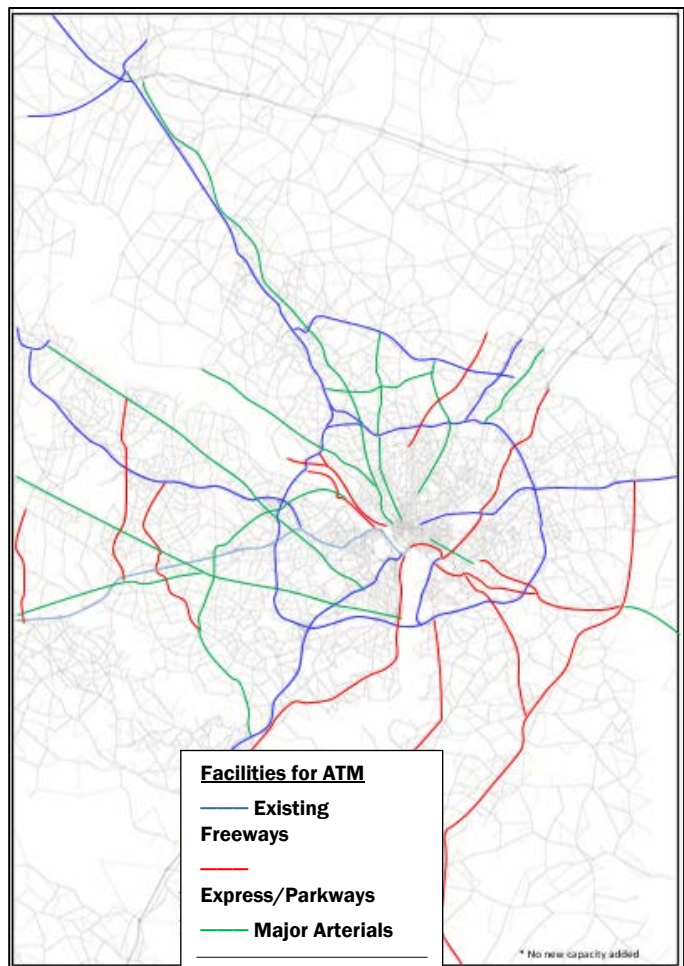 Facilities for ATM
Existing
Freeways
Express/Parkways
Major Arterials
* No new capacity added